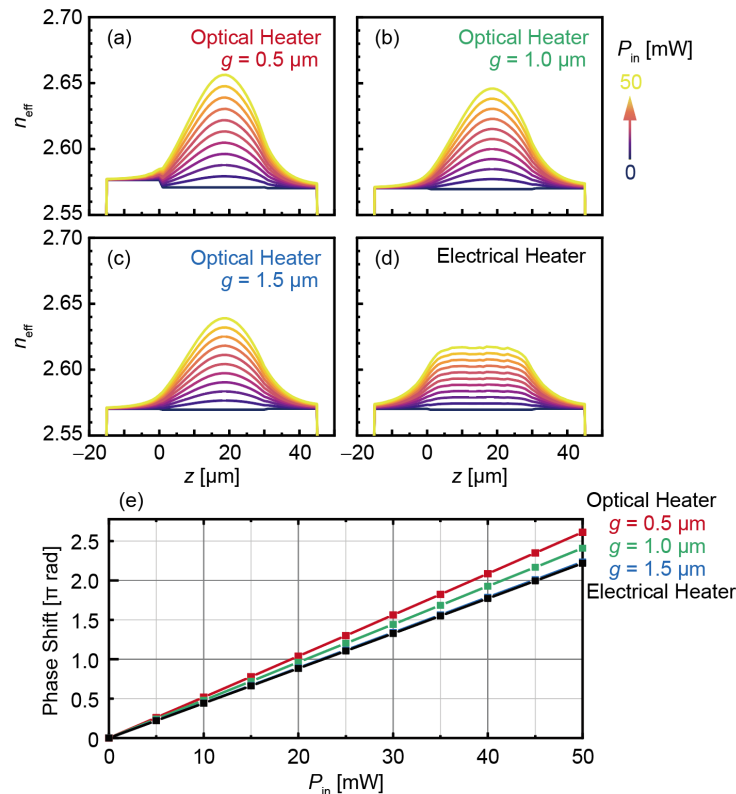 (a) Optical Heater
g = 0.5 μm
(b) Optical Heater
g = 1.0 μm
P_in [mW]
50
0
n_eff
2.70
2.65
2.60
2.55
(c) Optical Heater
g = 1.5 μm
(d) Electrical Heater
n_eff
2.70
2.65
2.60
2.55
−20 0 20 40
−20 0 20 40
z [μm]
z [μm]
(e)
Optical Heater
g = 0.5 μm
g = 1.0 μm
g = 1.5 μm
Electrical Heater
Phase Shift [π rad]
2.5
2.0
1.5
1.0
0.5
0
0 10 20 30 40 50
P_in [mW]